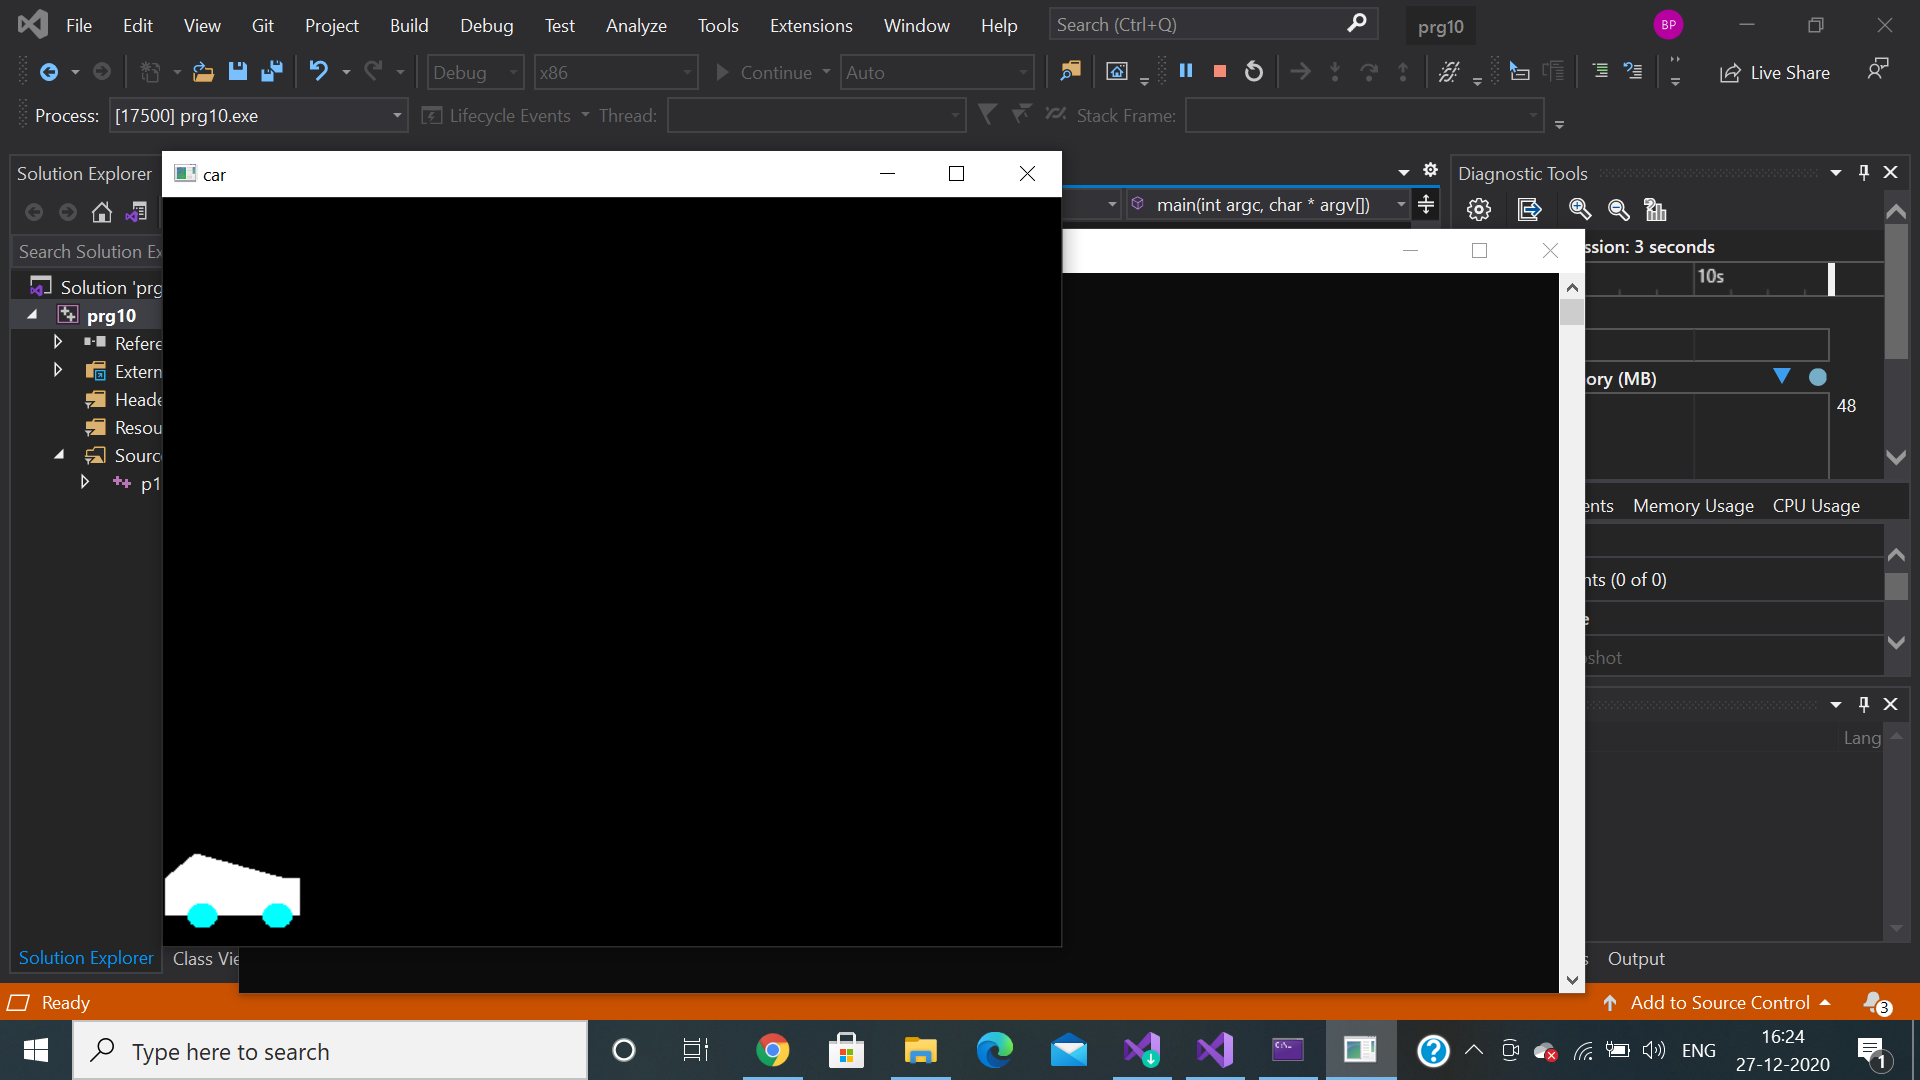 File Edit View Git Project Build Debug Test Analyze Tools Extensions Window Help Search (Ctrl+Q) prg10 BP
Debug x86 Continue Auto Live Share
Process: [17500] prg10.exe Lifecycle Events Thread: Stack Frame:
Solution Explorer
car
Diagnostic Tools
main(int argc, char * argv[])
Search Solution Ex
ssion: 3 seconds
10s
Solution 'prg
prg10
Refere
Extern
ory (MB)
48
Heade
Resou
Sourc
p1
ents Memory Usage CPU Usage
nts (0 of 0)
e
shot
Lang
Solution Explorer Class Vie
s Output
Ready
Add to Source Control 3
Type here to search
ENG
16:24
27-12-2020
1